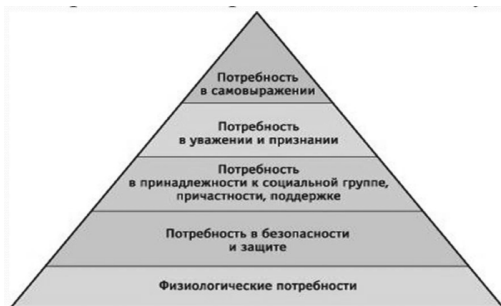 Потребность
в самовыражении
Потребность
в уважении и признании
Потребность
в принадлежности к социальной группе,
причастности, поддержке
Потребность в безопасности
и защите
Физиологические потребности